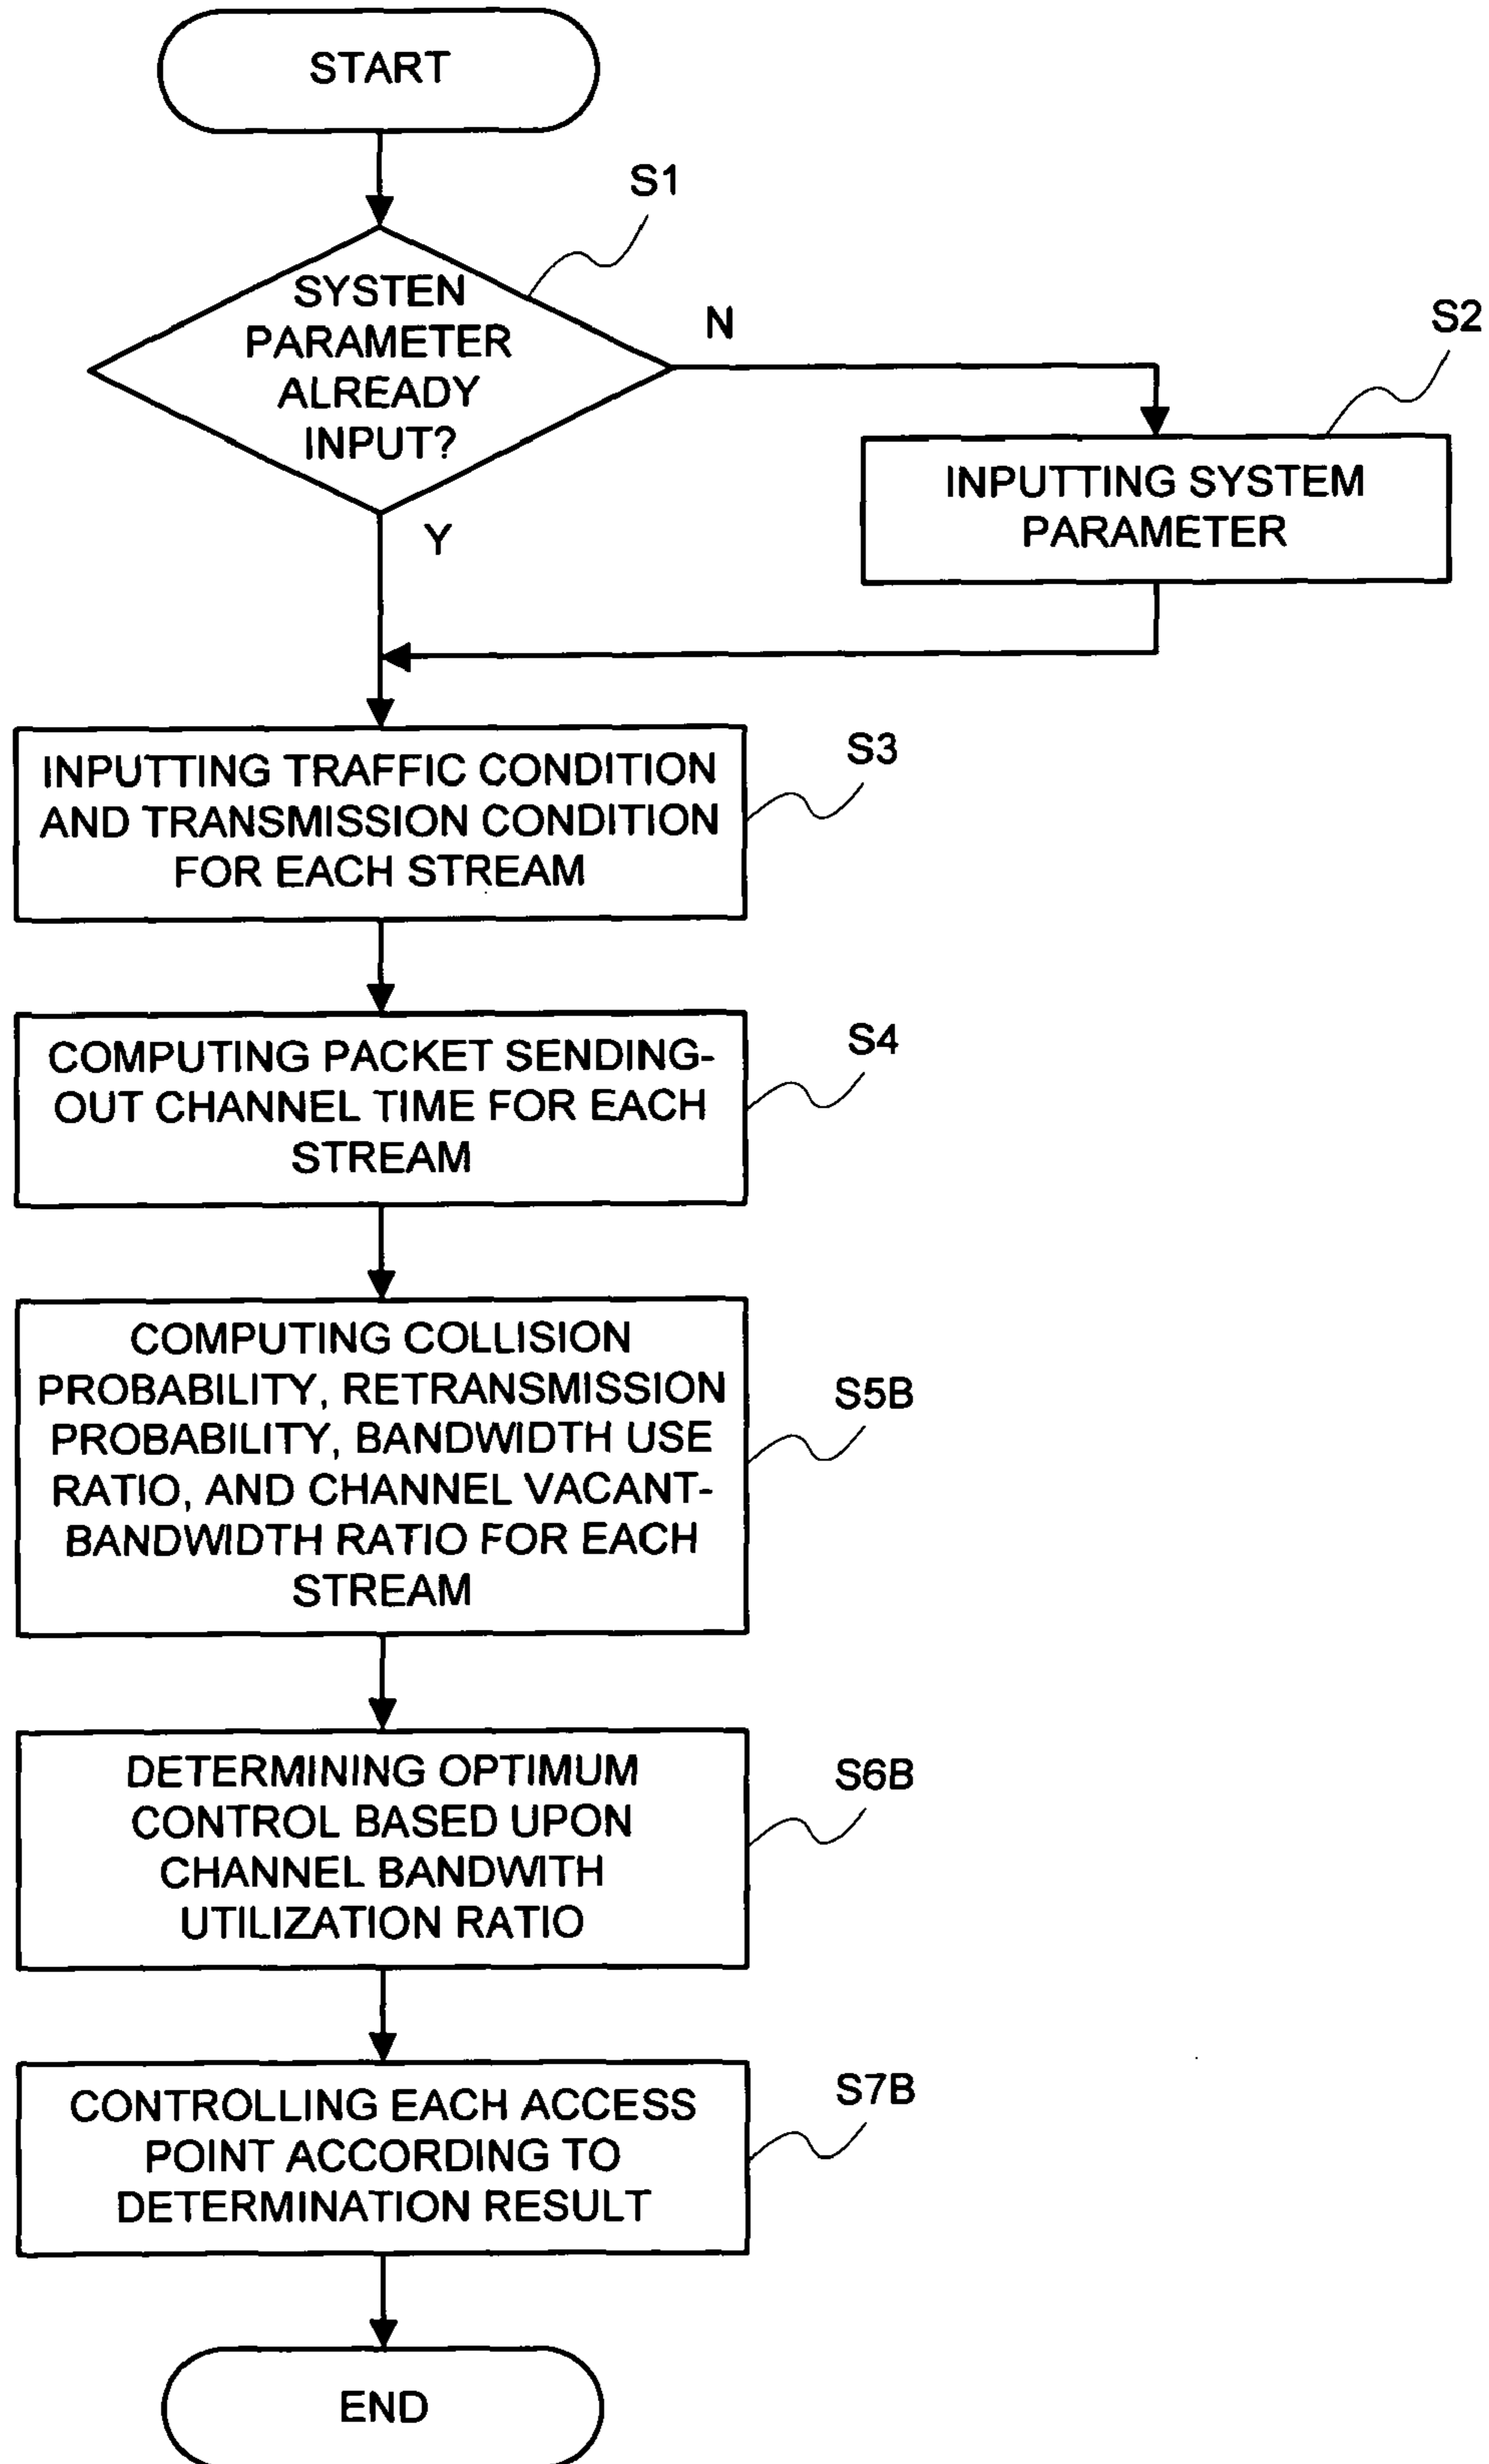 START
S1
SYSTEN
PARAMETER
ALREADY
INPUT?
N
S2
INPUTTING SYSTEM
PARAMETER
Y
S3
INPUTTING TRAFFIC CONDITION
AND TRANSMISSION CONDITION
FOR EACH STREAM
S4
COMPUTING PACKET SENDING-
OUT CHANNEL TIME FOR EACH
STREAM
S5B
COMPUTING COLLISION
PROBABILITY, RETRANSMISSION
PROBABILITY, BANDWIDTH USE
RATIO, AND CHANNEL VACANT-
BANDWIDTH RATIO FOR EACH
STREAM
S6B
DETERMINING OPTIMUM
CONTROL BASED UPON
CHANNEL BANDWITH
UTILIZATION RATIO
S7B
CONTROLLING EACH ACCESS
POINT ACCORDING TO
DETERMINATION RESULT
END